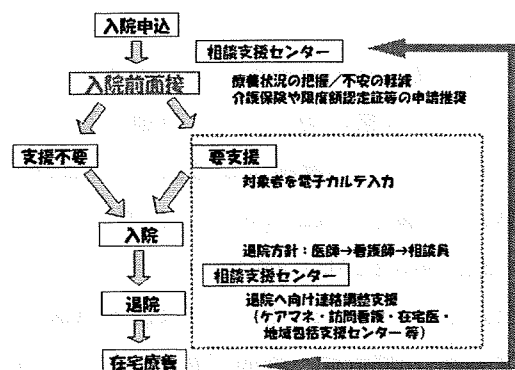 入院申込
相談支援センター
入院前面接
療養状況の把握／不安の軽減
介護保険や限度額認定証等の申請推奨
支援不要
要支援
対象者を電子カルテ入力
入院
退院方針：医師→看護師→相談員
相談支援センター
退院
退院へ向け連絡調整支援
（ケアマネ・訪問看護・在宅医・
地域包括支援センター 等）
在宅療養